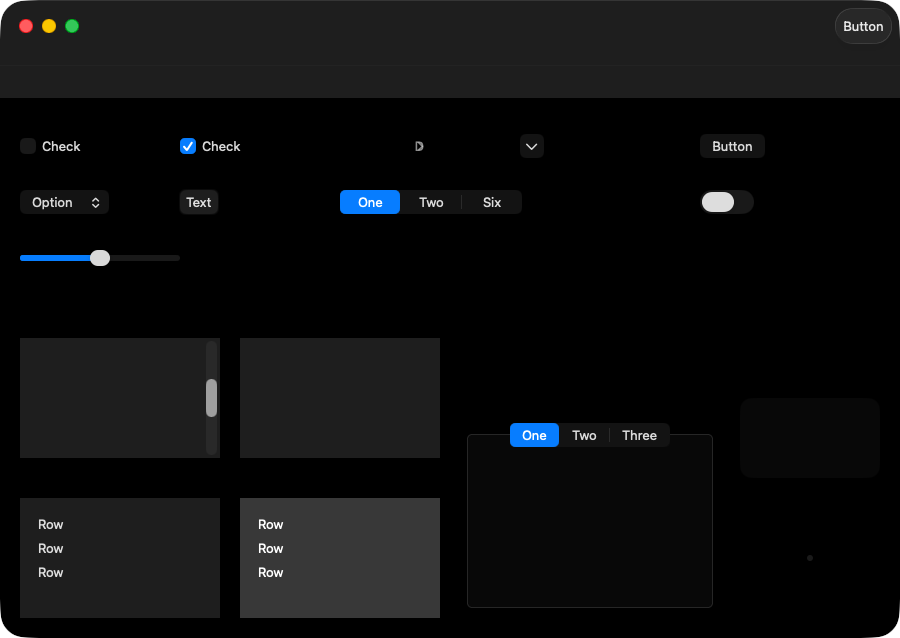 Button
Check
Check
Button
Option
Text
One
Two
Six
One
Two
Three
Row
Row
Row
Row
Row
Row